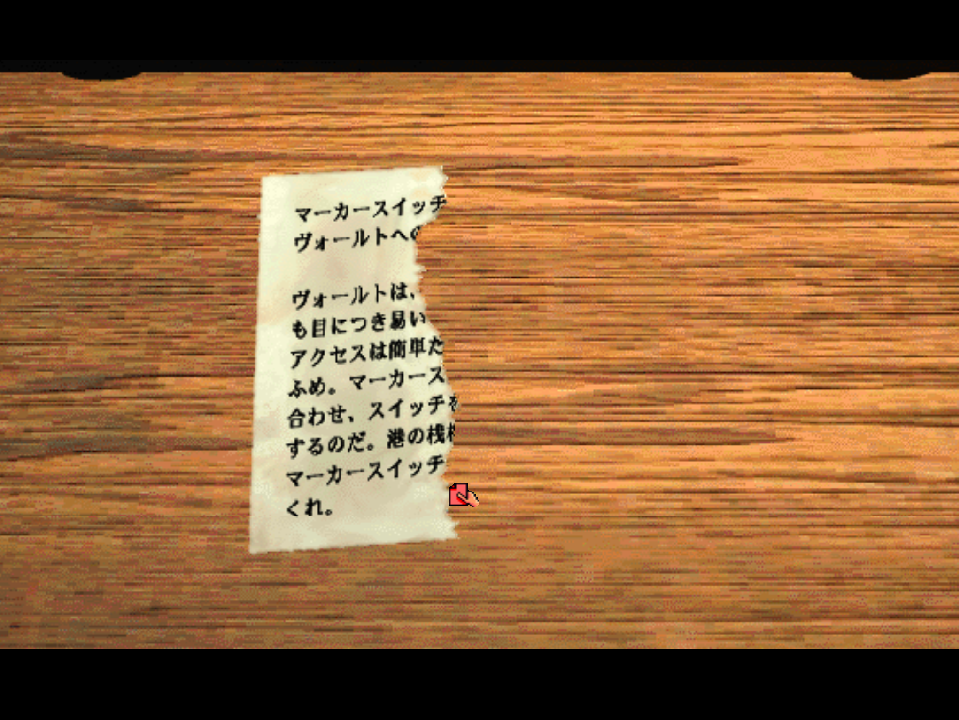 マーカースイッチ
ヴォールトへの
ヴォールトは、
も目につき易い
アクセスは簡単だ
ふめ。マーカース
合わせ、スイッチを
するのだ。港の桟
マーカースイッチ
くれ。